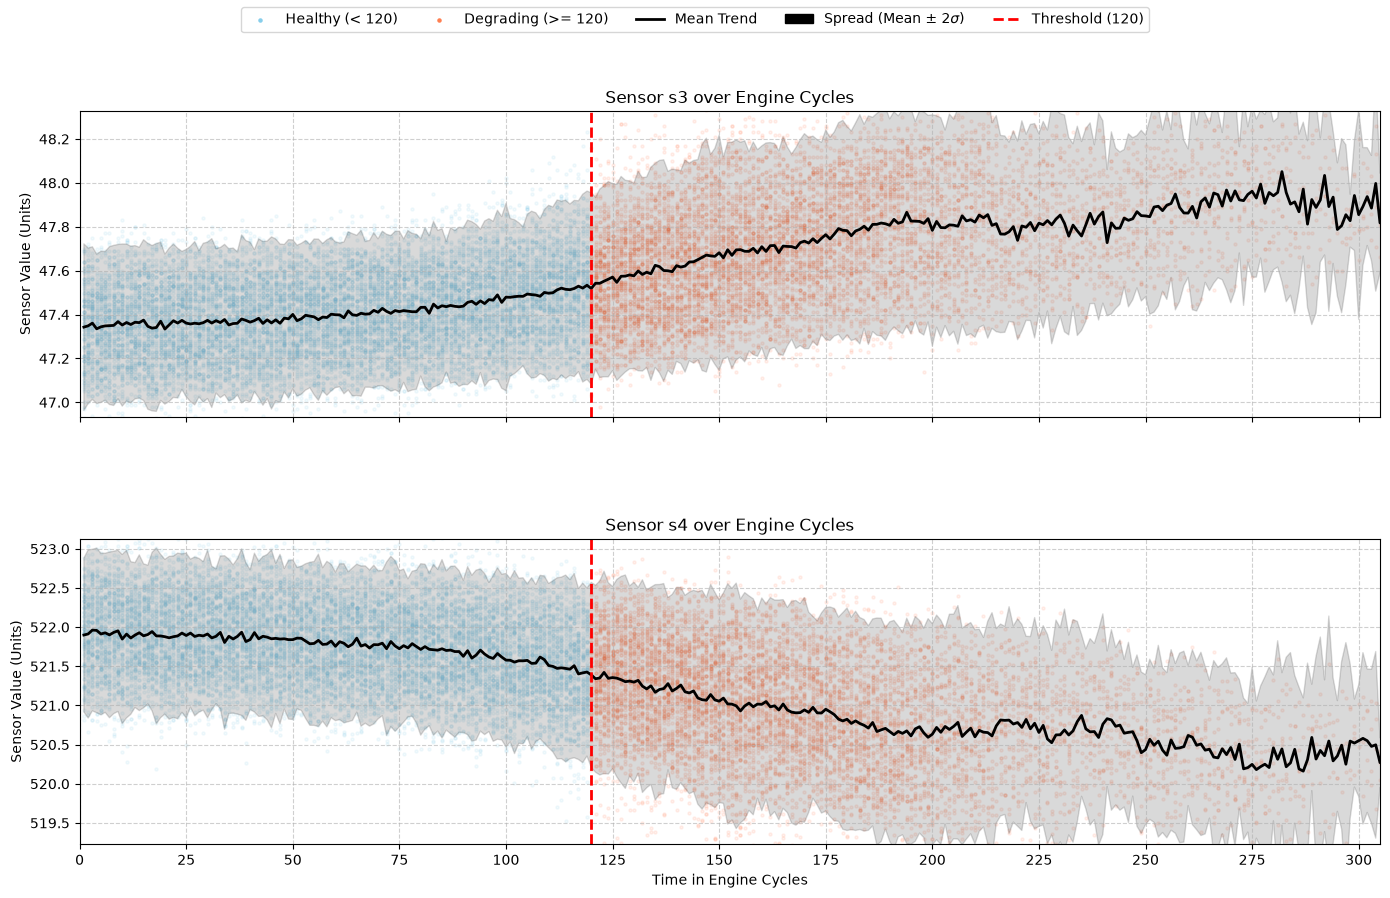 Healthy (< 120) Degrading (>= 120) Mean Trend Spread (Mean ± 2σ) Threshold (120)
Sensor s3 over Engine Cycles
Sensor Value (Units)
48.2
48.0
47.8
47.6
47.4
47.2
47.0
Sensor s4 over Engine Cycles
Sensor Value (Units)
523.0
522.5
522.0
521.5
521.0
520.5
520.0
519.5
0 25 50 75 100 125 150 175 200 225 250 275 300
Time in Engine Cycles